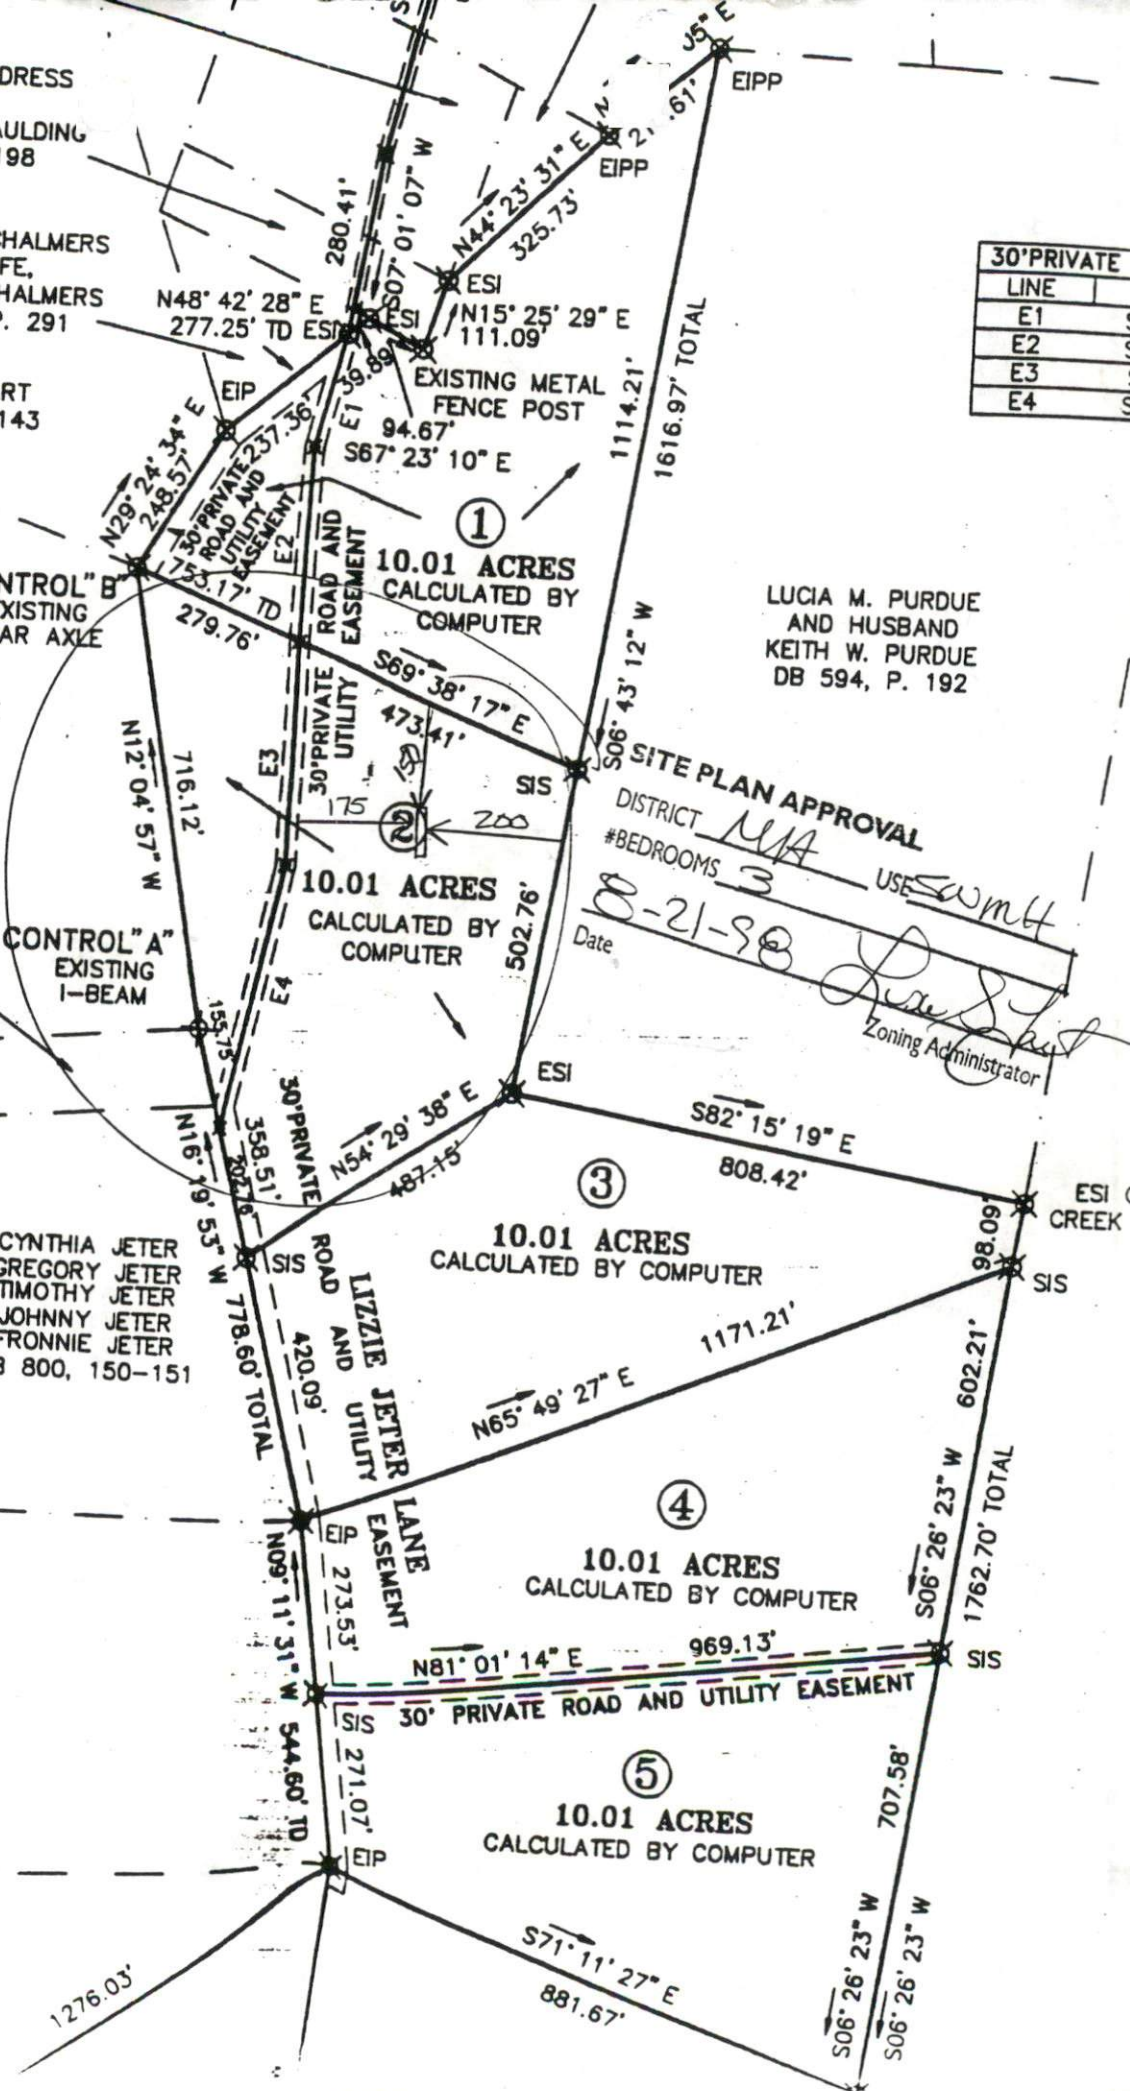 DRESS
AULDING
198
CHALMERS
FE,
HALMERS
P. 291
RT
143
280.41'
S07° 01' 07" W
J5" E
EIPP
.61'
EIPP
N44° 23' 31" E
325.73'
ESI
N48° 42' 28" E
277.25' TD
ESI
ESI
N15° 25' 29" E
111.09'
EXISTING METAL
FENCE POST
39.89'
94.67'
S67° 23' 10" E
EIP
237.36'
E1
N29° 24' 34" E
248.57'
30'PRIVATE
ROAD AND
UTILITY
EASEMENT
E2
1114.21'
1616.97' TOTAL
30'PRIVATE
LINE
E1
E2
E3
E4
S
1
10.01 ACRES
CALCULATED BY
COMPUTER
NTROL"B"
XISTING
AR AXLE
753.17' TD
279.76'
30'PRIVATE ROAD AND
UTILITY EASEMENT
S69° 38' 17" E
473.41'
S06° 43' 12" W
SIS
LUCIA M. PURDUE
AND HUSBAND
KEITH W. PURDUE
DB 594, P. 192
N12° 04' 57" W
716.12'
E3
150
175
200
2
10.01 ACRES
CALCULATED BY
COMPUTER
502.76'
SITE PLAN APPROVAL
DISTRICT
#BEDROOMS 3
USE SWMH
8-21-98
Date
Zoning Administrator
CONTROL"A"
EXISTING
I-BEAM
155.75'
E4
ESI
N54° 29' 38" E
487.15'
S82° 15' 19" E
808.42'
ESI
CREEK
98.09'
SIS
N16° 19' 53" W
778.60' TOTAL
202.76'
358.51'
SIS
30'PRIVATE
ROAD AND UTILITY
EASEMENT
LIZZIE JETER LANE
420.09'
CYNTHIA JETER
GREGORY JETER
TIMOTHY JETER
JOHNNY JETER
FRONNIE JETER
B 800, 150-151
3
10.01 ACRES
CALCULATED BY COMPUTER
N65° 49' 27" E
1171.21'
602.21'
S06° 26' 23" W
1762.70' TOTAL
EIP
4
10.01 ACRES
CALCULATED BY COMPUTER
N09° 11' 31" W
544.60' TD
273.53'
N81° 01' 14" E
969.13'
SIS
SIS
30' PRIVATE ROAD AND UTILITY EASEMENT
271.07'
EIP
5
10.01 ACRES
CALCULATED BY COMPUTER
707.58'
S71° 11' 27" E
881.67'
S06° 26' 23" W
S06° 26' 23" W
1276.03'